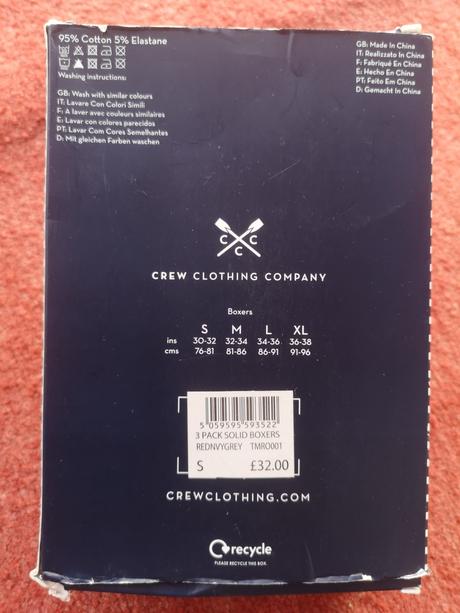 95% Cotton 5% Elastane
Washing instructions:
GB: Wash with similar colours
IT: Lavare Con Colori Simili
F: A laver avec couleurs similaires
E: Lavar con colores parecidos
PT: Lavar Com Cores Semelhantes
D: Mit gleichen Farben waschen
GB: Made In China
IT: Realizzato In China
F: Fabriqué En China
E: Hecho En China
PT: Feito Em China
D: Gemacht In China
C C
C
CREW CLOTHING COMPANY
Boxers
S M L XL
ins 30-32 32-34 34-36 36-38
cms 76-81 81-86 86-91 91-96
5 059595 593522
3 PACK SOLID BOXERS
REDNVYGREY TMRO001
S £32.00
CREWCLOTHING.COM
recycle
PLEASE RECYCLE THIS BOX.